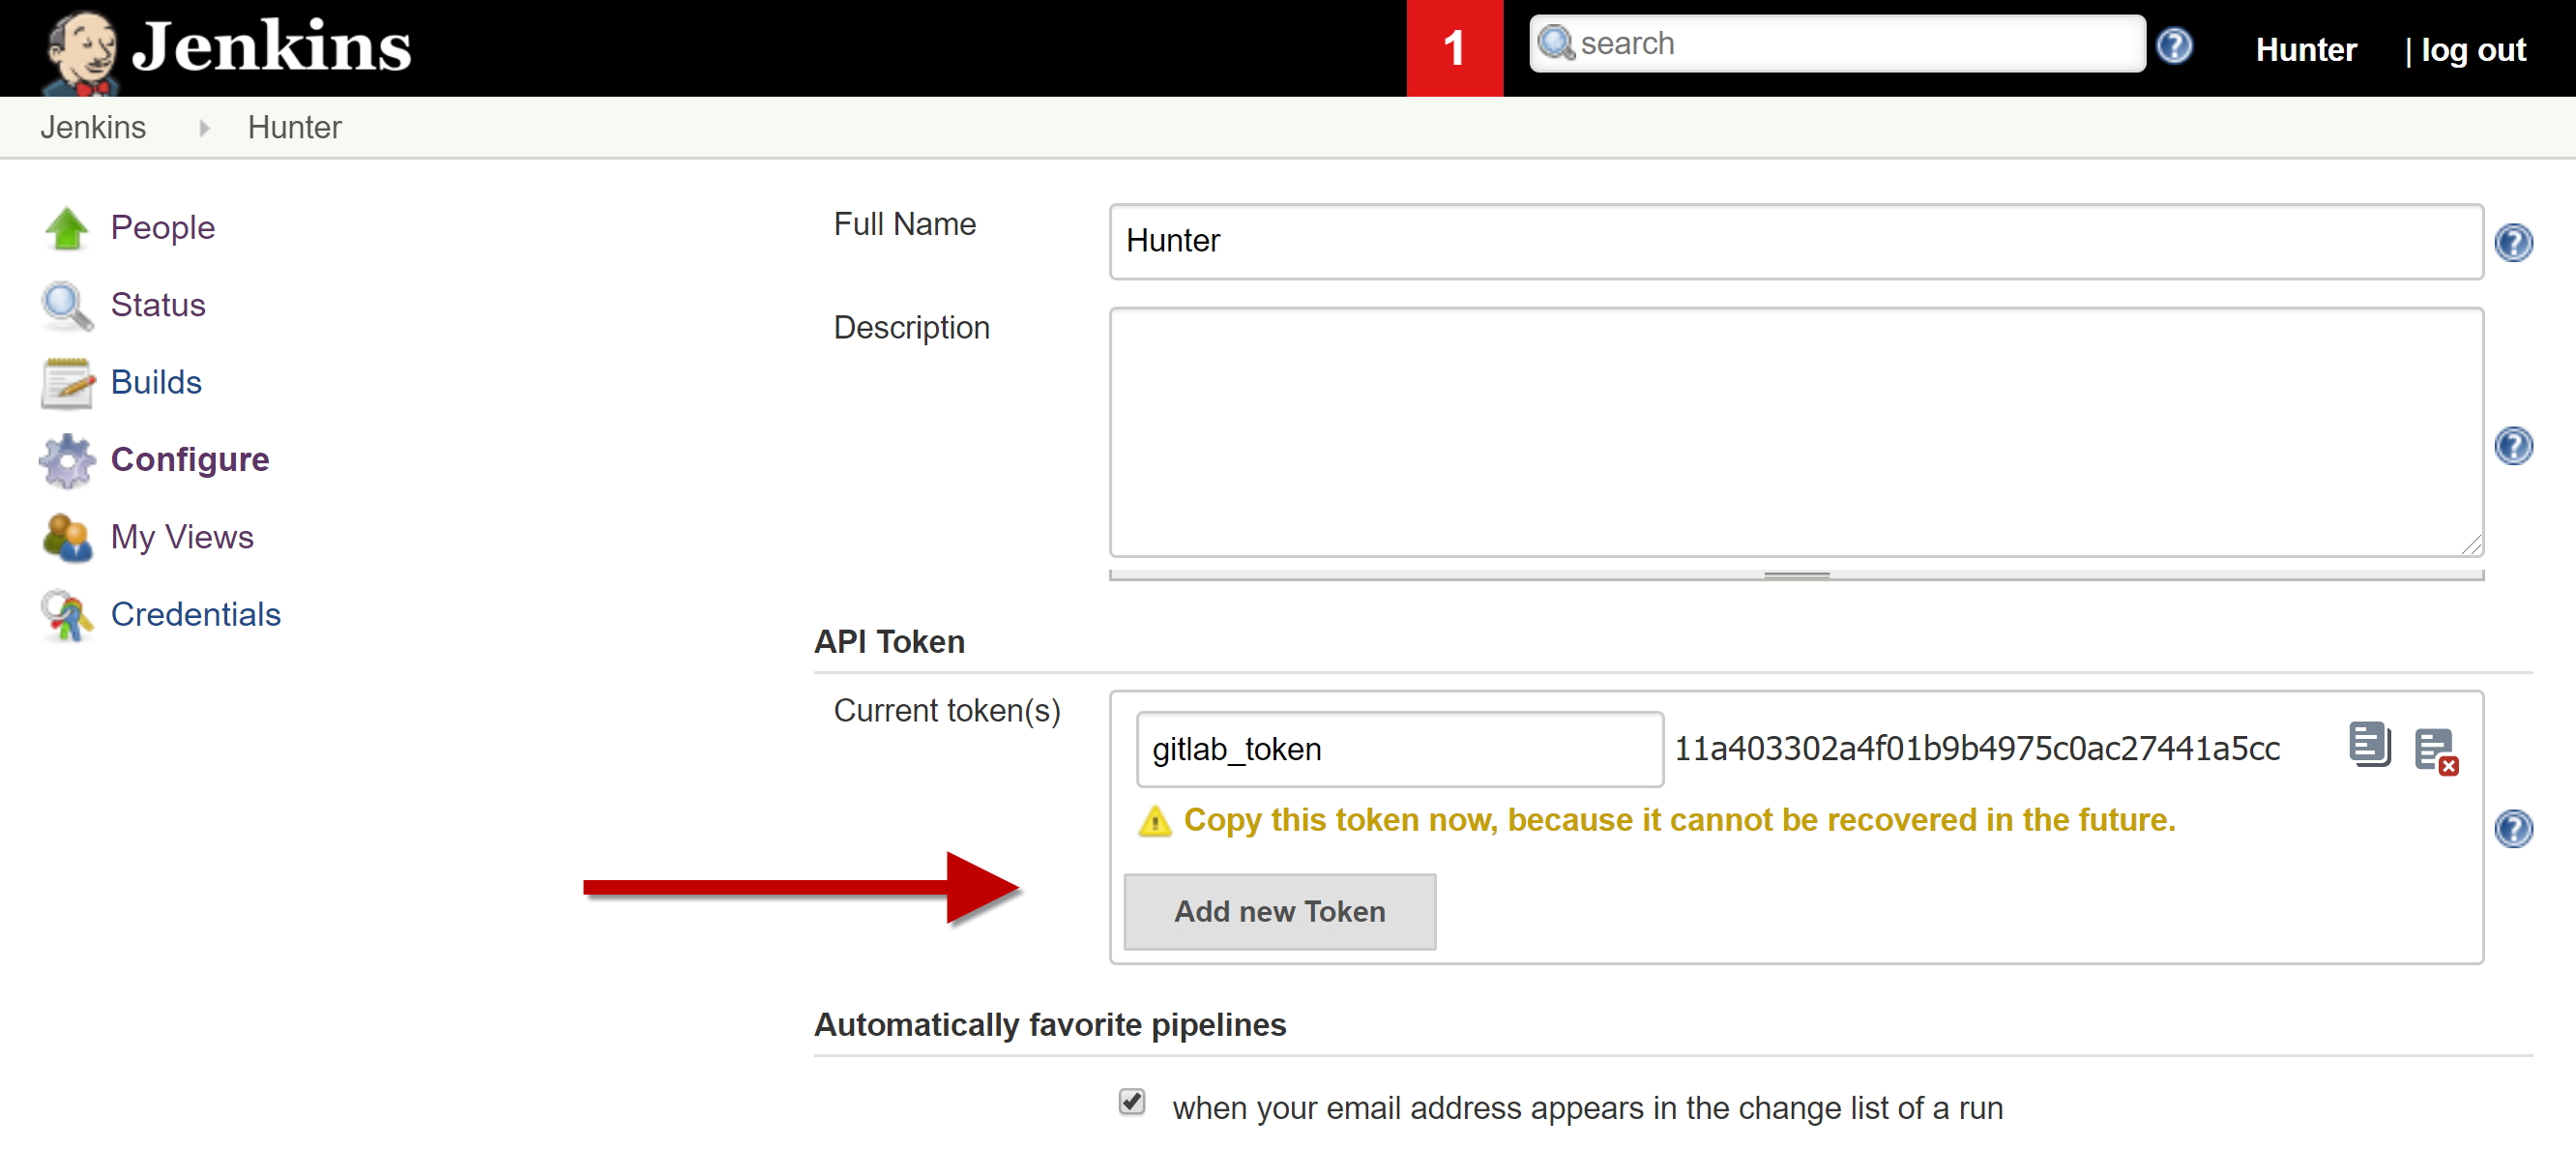 Jenkins
1
search
Hunter
| log out
Jenkins
Hunter
People
Status
Builds
Configure
My Views
Credentials
Full Name
Hunter
Description
API Token
Current token(s)
gitlab_token
11a403302a4f01b9b4975c0ac27441a5cc
Copy this token now, because it cannot be recovered in the future.
Add new Token
Automatically favorite pipelines
when your email address appears in the change list of a run